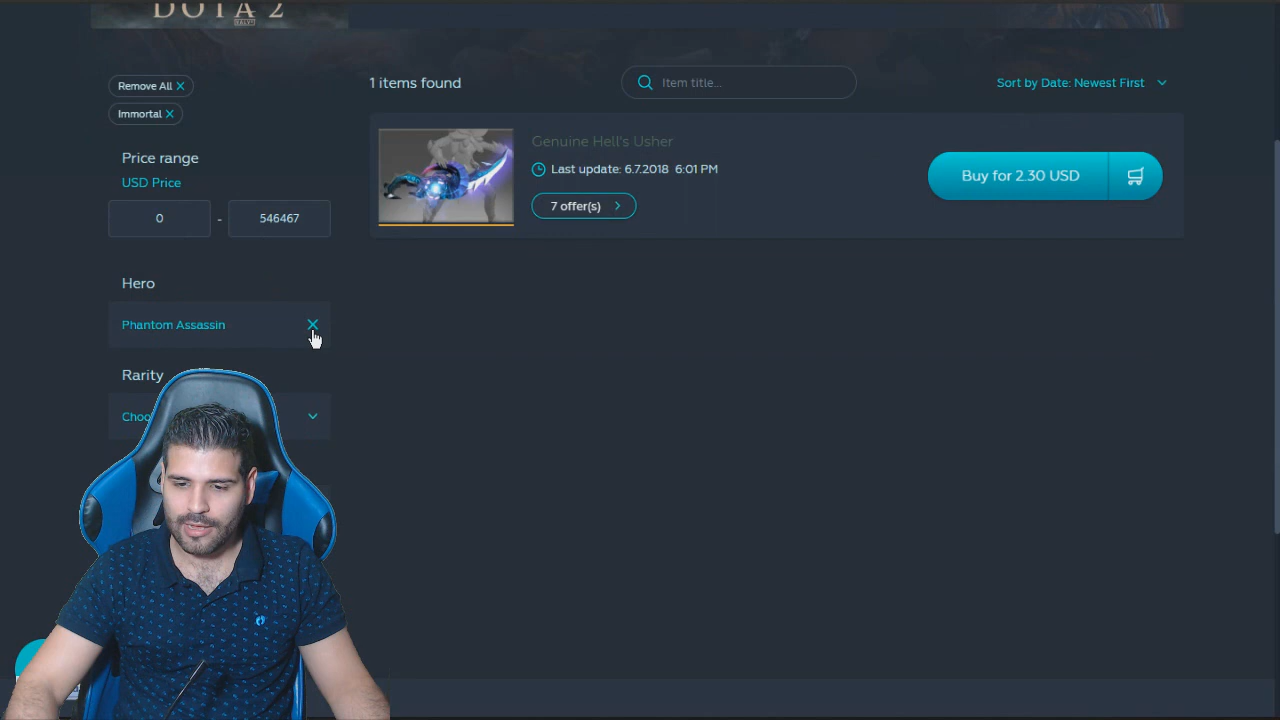 DOTA 2
VALVE
Remove All
Immortal
1 items found
Item title...
Sort by Date: Newest First
Price range
USD Price
0 - 546467
Genuine Hell's Usher
Last update: 6.7.2018 6:01 PM
7 offer(s)
Buy for 2.30 USD
Hero
Phantom Assassin
Rarity
Choo